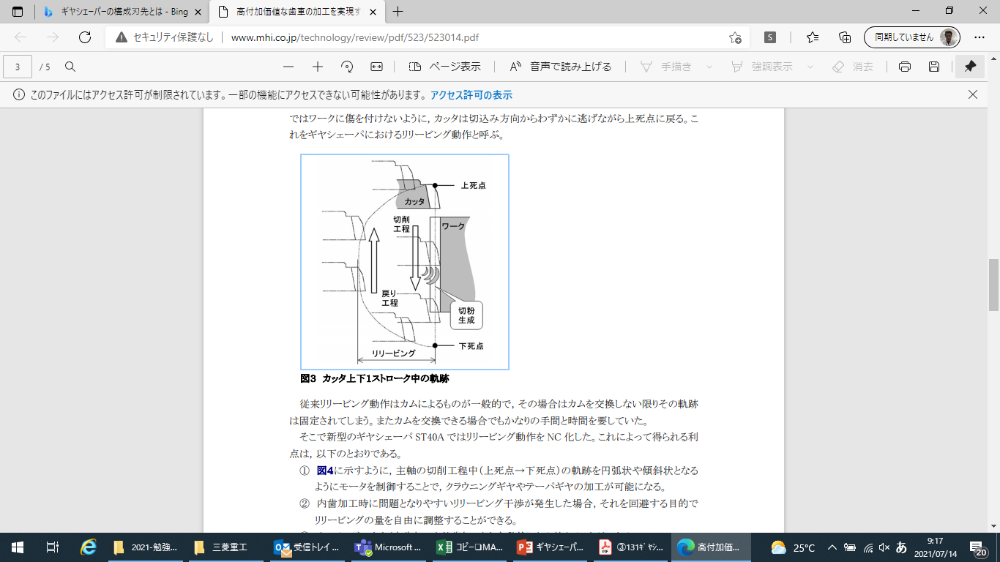 ギヤシェーパーの構成刃先とは - Bing
高付加価値な歯車の加工を実現す
セキュリティ保護なし
www.mhi.co.jp/technology/review/pdf/523/523014.pdf
S
同期していません
3 / 5
ページ表示
音声で読み上げる
手描き
強調表示
消去
このファイルにはアクセス許可が制限されています。一部の機能にアクセスできない可能性があります。 アクセス許可の表示
ではワークに傷を付けないように，カッタは切込み方向からわずかに逃げながら上死点に戻る。こ
れをギヤシェーパにおけるリリービング動作と呼ぶ。
上死点
カッタ
切削
工程
ワーク
戻り
工程
切粉
生成
下死点
リリービング
図3 カッタ上下1ストローク中の軌跡
従来リリービング動作はカムによるものが一般的で，その場合はカムを交換しない限りその軌跡
は固定されてしまう。またカムを交換できる場合でもかなりの手間と時間を要していた。
そこで新型のギヤシェーパ ST40A ではリリービング動作を NC 化した。これによって得られる利
点は，以下のとおりである。
① 図4に示すように，主軸の切削工程中（上死点→下死点）の軌跡を円弧状や傾斜状となる
ようにモータを制御することで，クラウニングギヤやテーパギヤの加工が可能になる。
② 内歯加工時に問題となりやすいリリービング干渉が発生した場合，それを回避する目的で
リリービングの量を自由に調整することができる。
2021-勉強...
三菱重工
受信トレイ ...
Microsoft ...
コピー□MA...
ギヤシェーパ...
③131ｷﾞﾔｼ...
高付加価...
25°C
あ
9:17
2021/07/14
20